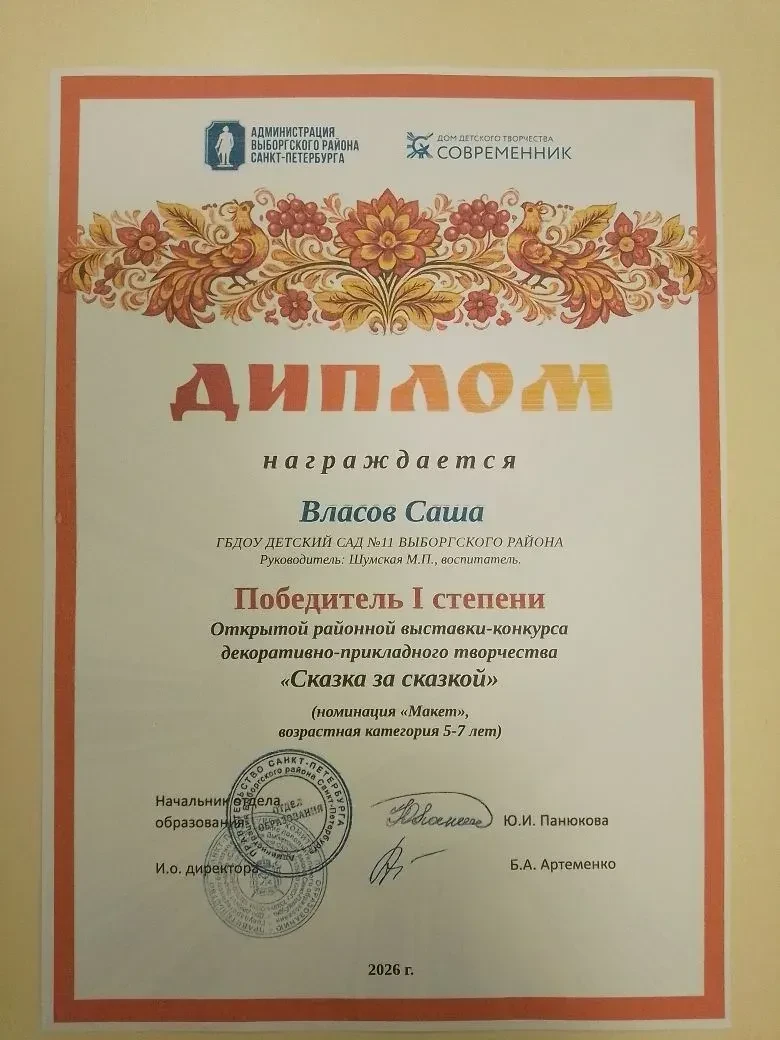 АДМИНИСТРАЦИЯ
ВЫБОРГСКОГО РАЙОНА
САНКТ-ПЕТЕРБУРГА
ДОМ ДЕТСКОГО ТВОРЧЕСТВА
СОВРЕМЕННИК
ДИПЛОМ
награждается
Власов Саша
ГБДОУ ДЕТСКИЙ САД №11 ВЫБОРГСКОГО РАЙОНА
Руководитель: Шумская М.П., воспитатель.
Победитель I степени
Открытой районной выставки-конкурса
декоративно-прикладного творчества
«Сказка за сказкой»
(номинация «Макет»,
возрастная категория 5-7 лет)
Начальник отдела
образования
Ю.И. Панюкова
ОТДЕЛ
ОБРАЗОВАНИЯ
И.о. директора
Б.А. Артеменко
2026 г.